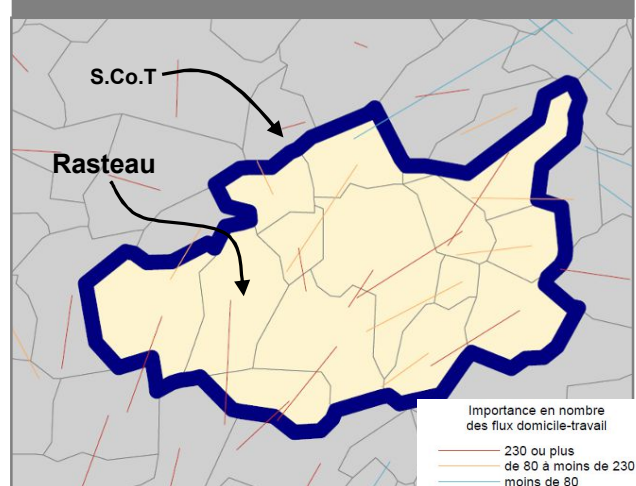 S.Co.T
Rasteau
Importance en nombre
des flux domicile-travail
230 ou plus
de 80 à moins de 230
moins de 80